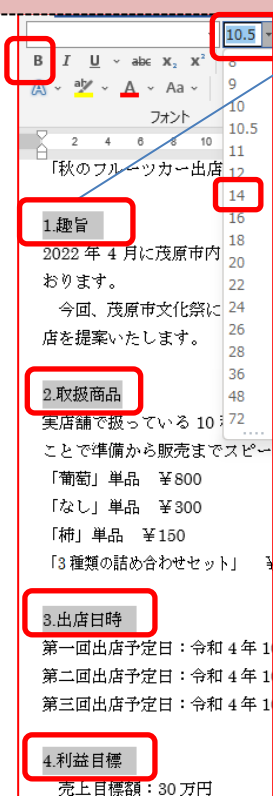 10.5
B I U abc X₂ X²
A aly A Aa
フォント
8
9
10
10.5
11
12
14
16
18
20
22
24
26
28
36
48
72
2 4 6 8 10
「秋のフルーツカー出店
1.趣旨
2022 年 4 月に茂原市内
おります。
今回、茂原市文化祭に
店を提案いたします。
2.取扱商品
実店舗で扱っている 10
ことで準備から販売までスピー
「葡萄」単品 ¥800
「なし」単品 ¥300
「柿」単品 ¥150
「3 種類の詰め合わせセット」 ¥
3.出店日時
第一回出店予定日：令和 4 年 1
第二回出店予定日：令和 4 年 1
第三回出店予定日：令和 4 年 1
4.利益目標
売上目標額：30 万円